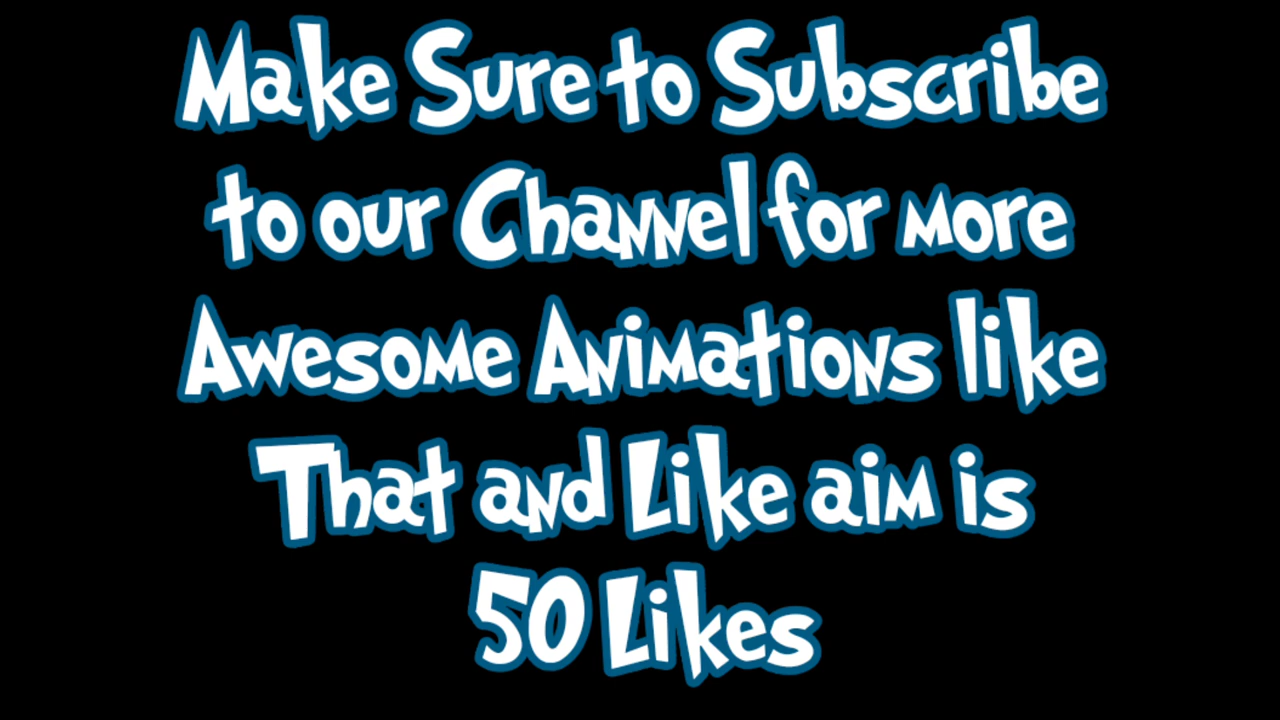 Make Sure to Subscribe
to our Channel for more
Awesome Animations like
That and Like aim is
50 Likes